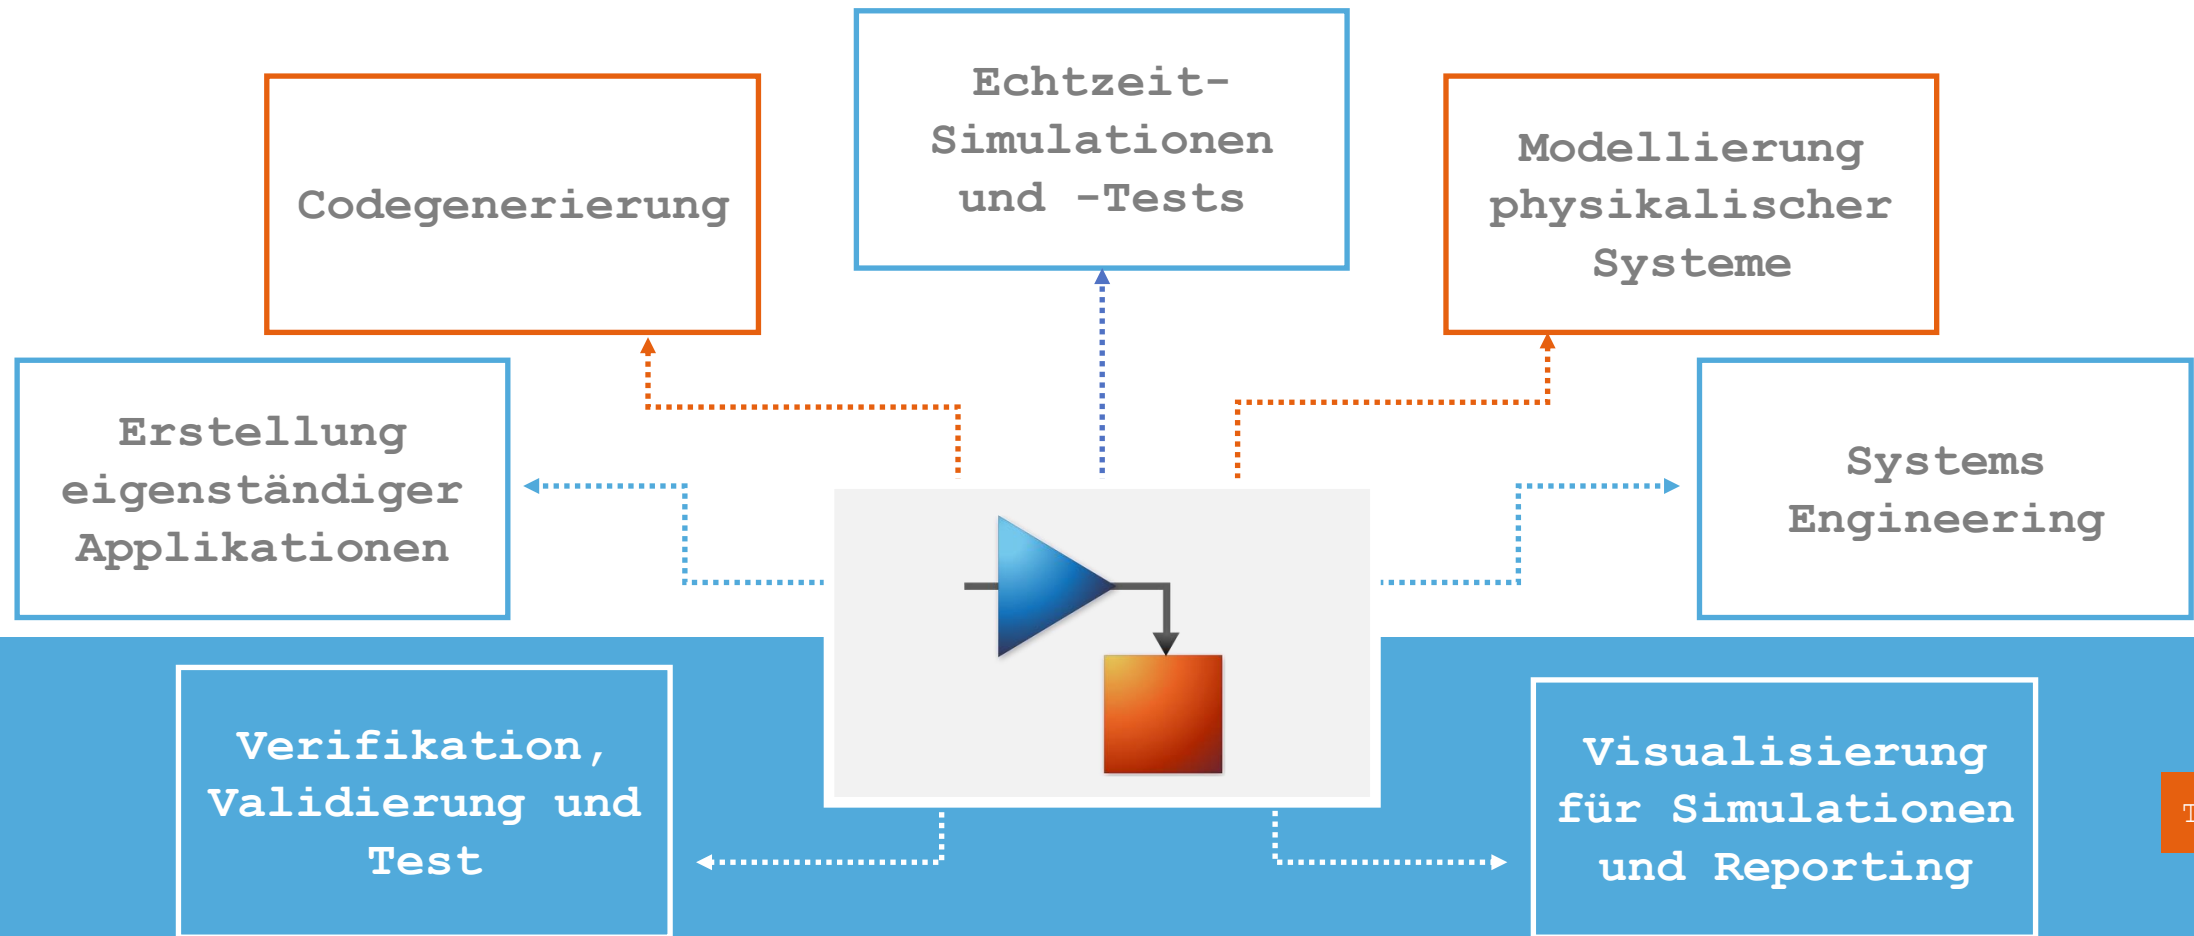 Echtzeit-
Simulationen
und -Tests
Codegenerierung
Modellierung
physikalischer
Systeme
Erstellung
eigenständiger
Applikationen
Systems
Engineering
Verifikation,
Validierung und
Test
Visualisierung
für Simulationen
und Reporting